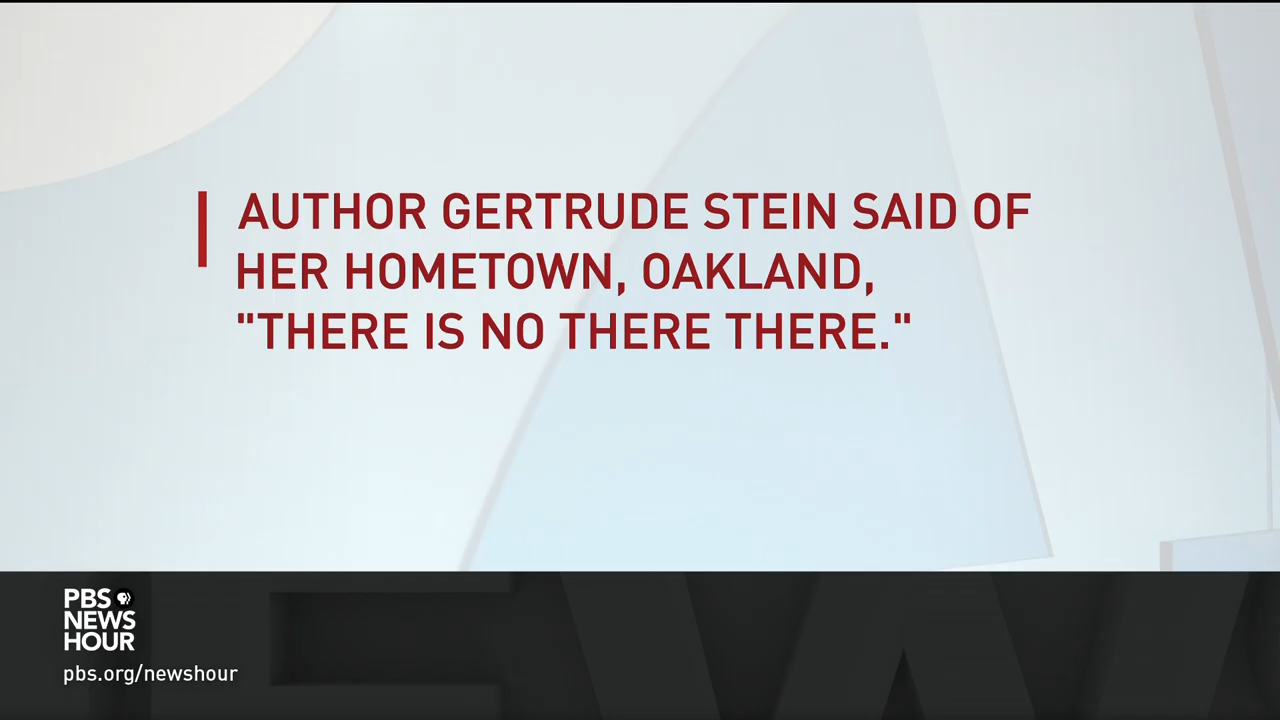 AUTHOR GERTRUDE STEIN SAID OF
HER HOMETOWN, OAKLAND,
"THERE IS NO THERE THERE."
PBS
NEWS
HOUR
pbs.org/newshour